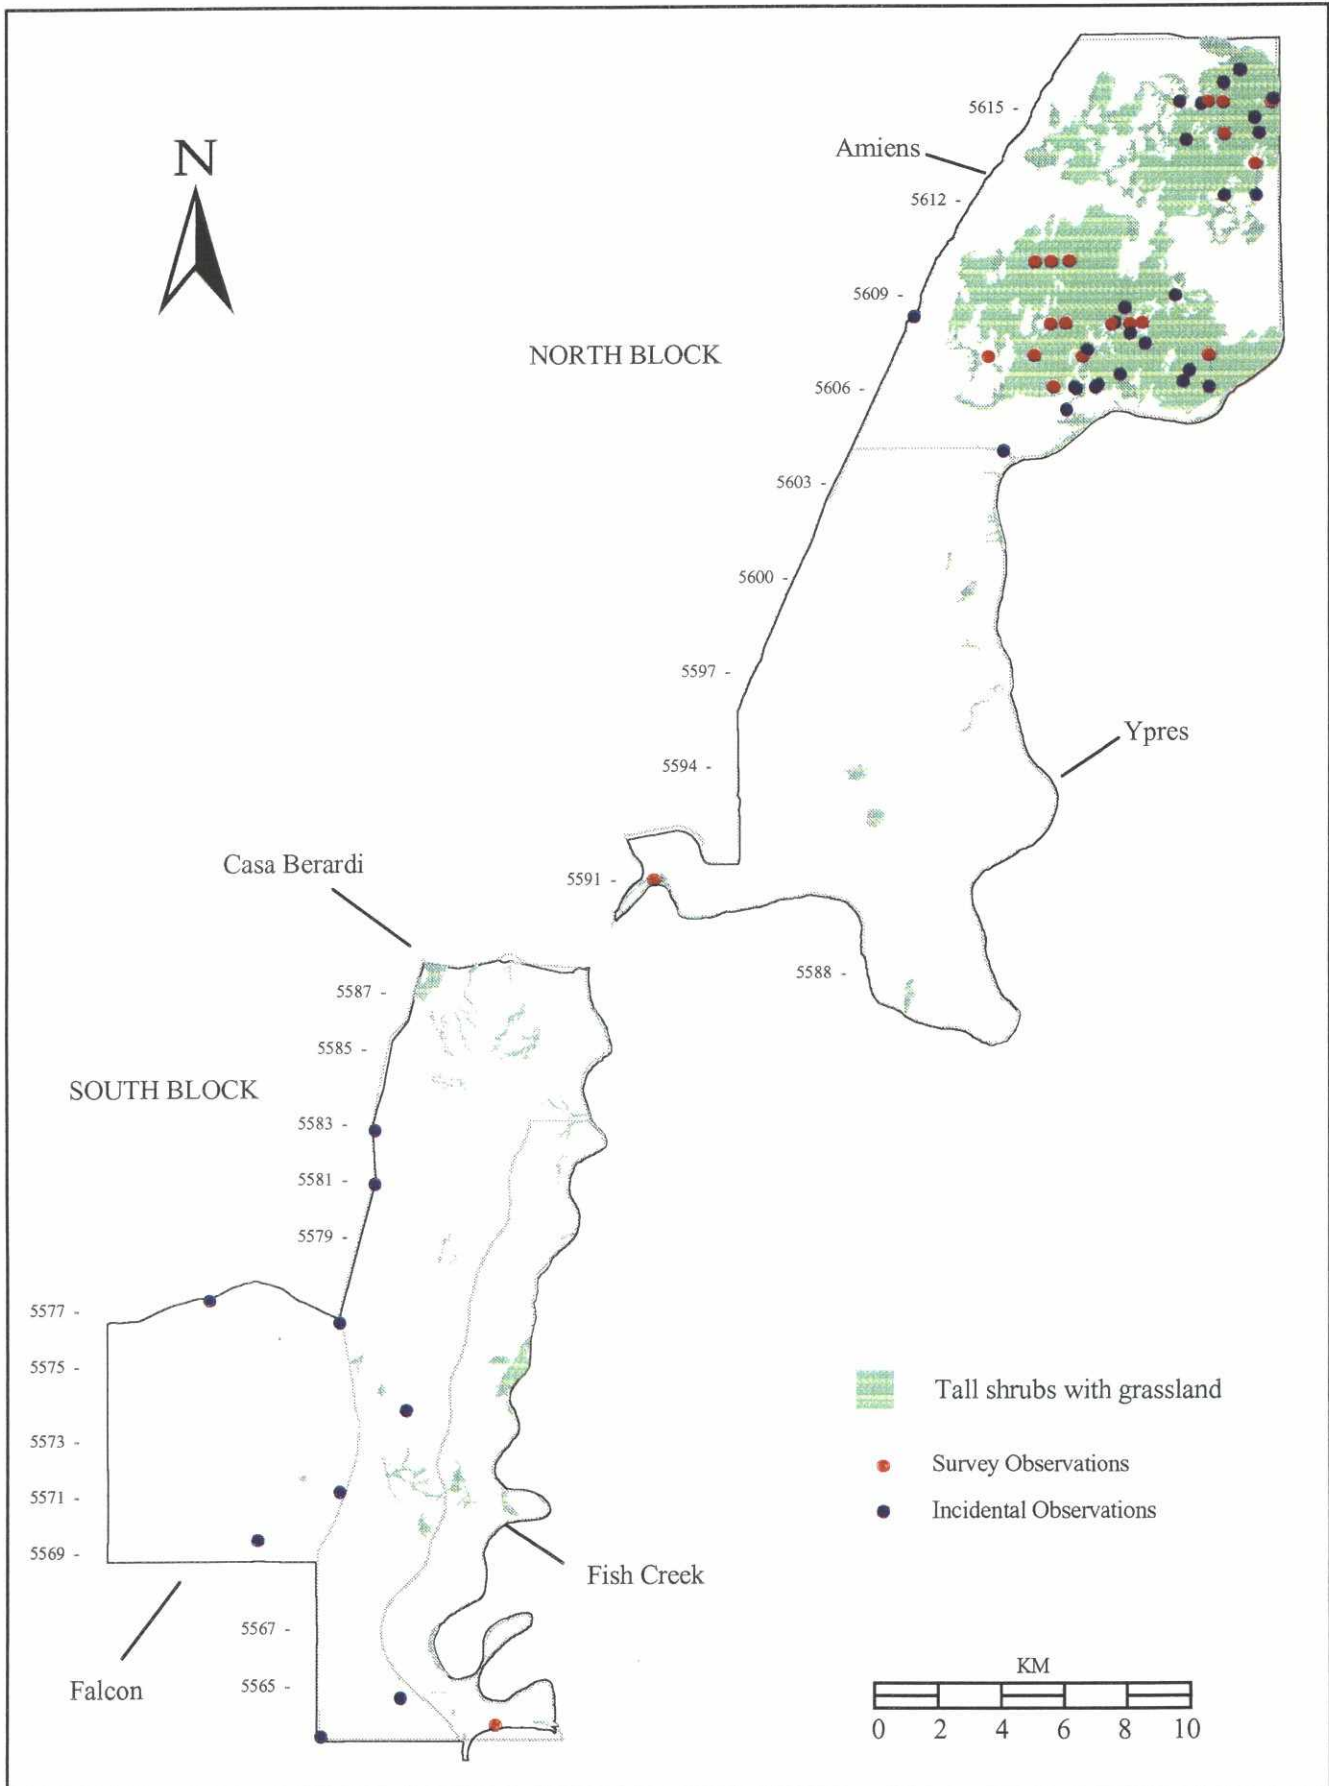 N
5615 -
Amiens
5612 -
5609 -
NORTH BLOCK
5606 -
5603 -
5600 -
5597 -
Ypres
5594 -
Casa Berardi
5591 -
5588 -
5587 -
5585 -
SOUTH BLOCK
5583 -
5581 -
5579 -
5577 -
5575 -
Tall shrubs with grassland
5573 -
Survey Observations
5571 -
Incidental Observations
5569 -
Fish Creek
5567 -
KM
5565 -
Falcon
0 2 4 6 8 10